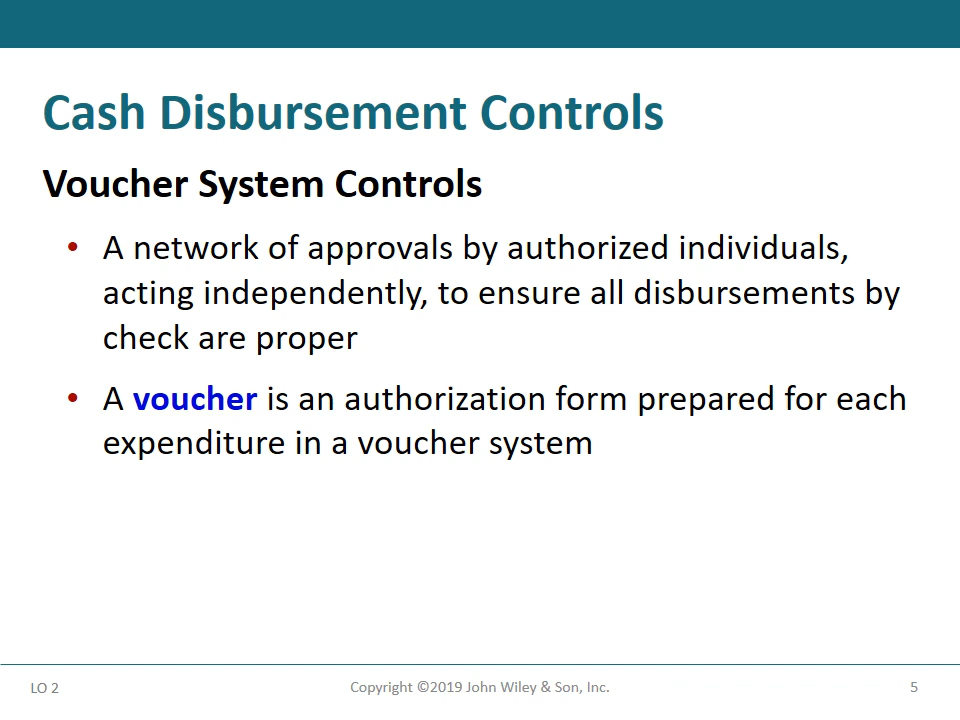 Cash Disbursement Controls
Voucher System Controls
• A network of approvals by authorized individuals,
acting independently, to ensure all disbursements by
check are proper
• A voucher is an authorization form prepared for each
expenditure in a voucher system
LO 2
Copyright ©2019 John Wiley & Son, Inc.
5